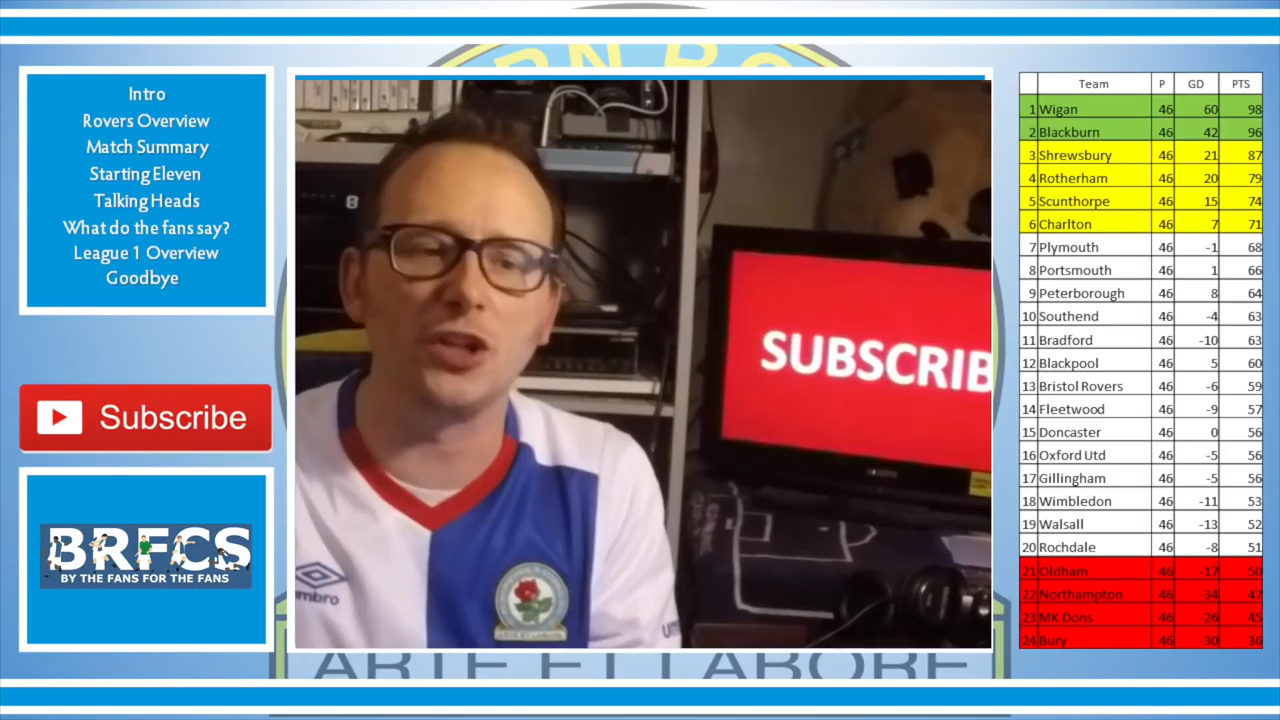 RN RO
Intro
Rovers Overview
Match Summary
Starting Eleven
Talking Heads
What do the fans say?
League 1 Overview
Goodbye
Subscribe
BRFCS
BY THE FANS FOR THE FANS
8
SUBSCRIB
umbro
ARTE ET LABORE
Team P GD PTS
1 Wigan 46 60 98
2 Blackburn 46 42 96
3 Shrewsbury 46 21 87
4 Rotherham 46 20 79
5 Scunthorpe 46 15 74
6 Charlton 46 7 71
7 Plymouth 46 -1 68
8 Portsmouth 46 1 66
9 Peterborough 46 8 64
10 Southend 46 -4 63
11 Bradford 46 -10 63
12 Blackpool 46 5 60
13 Bristol Rovers 46 -6 59
14 Fleetwood 46 -9 57
15 Doncaster 46 0 56
16 Oxford Utd 46 -5 56
17 Gillingham 46 -5 56
18 Wimbledon 46 -11 53
19 Walsall 46 -13 52
20 Rochdale 46 -8 51
21 Oldham 46 -17 50
22 Northampton 46 -34 47
23 MK Dons 46 -26 45
24 Bury 46 -30 36